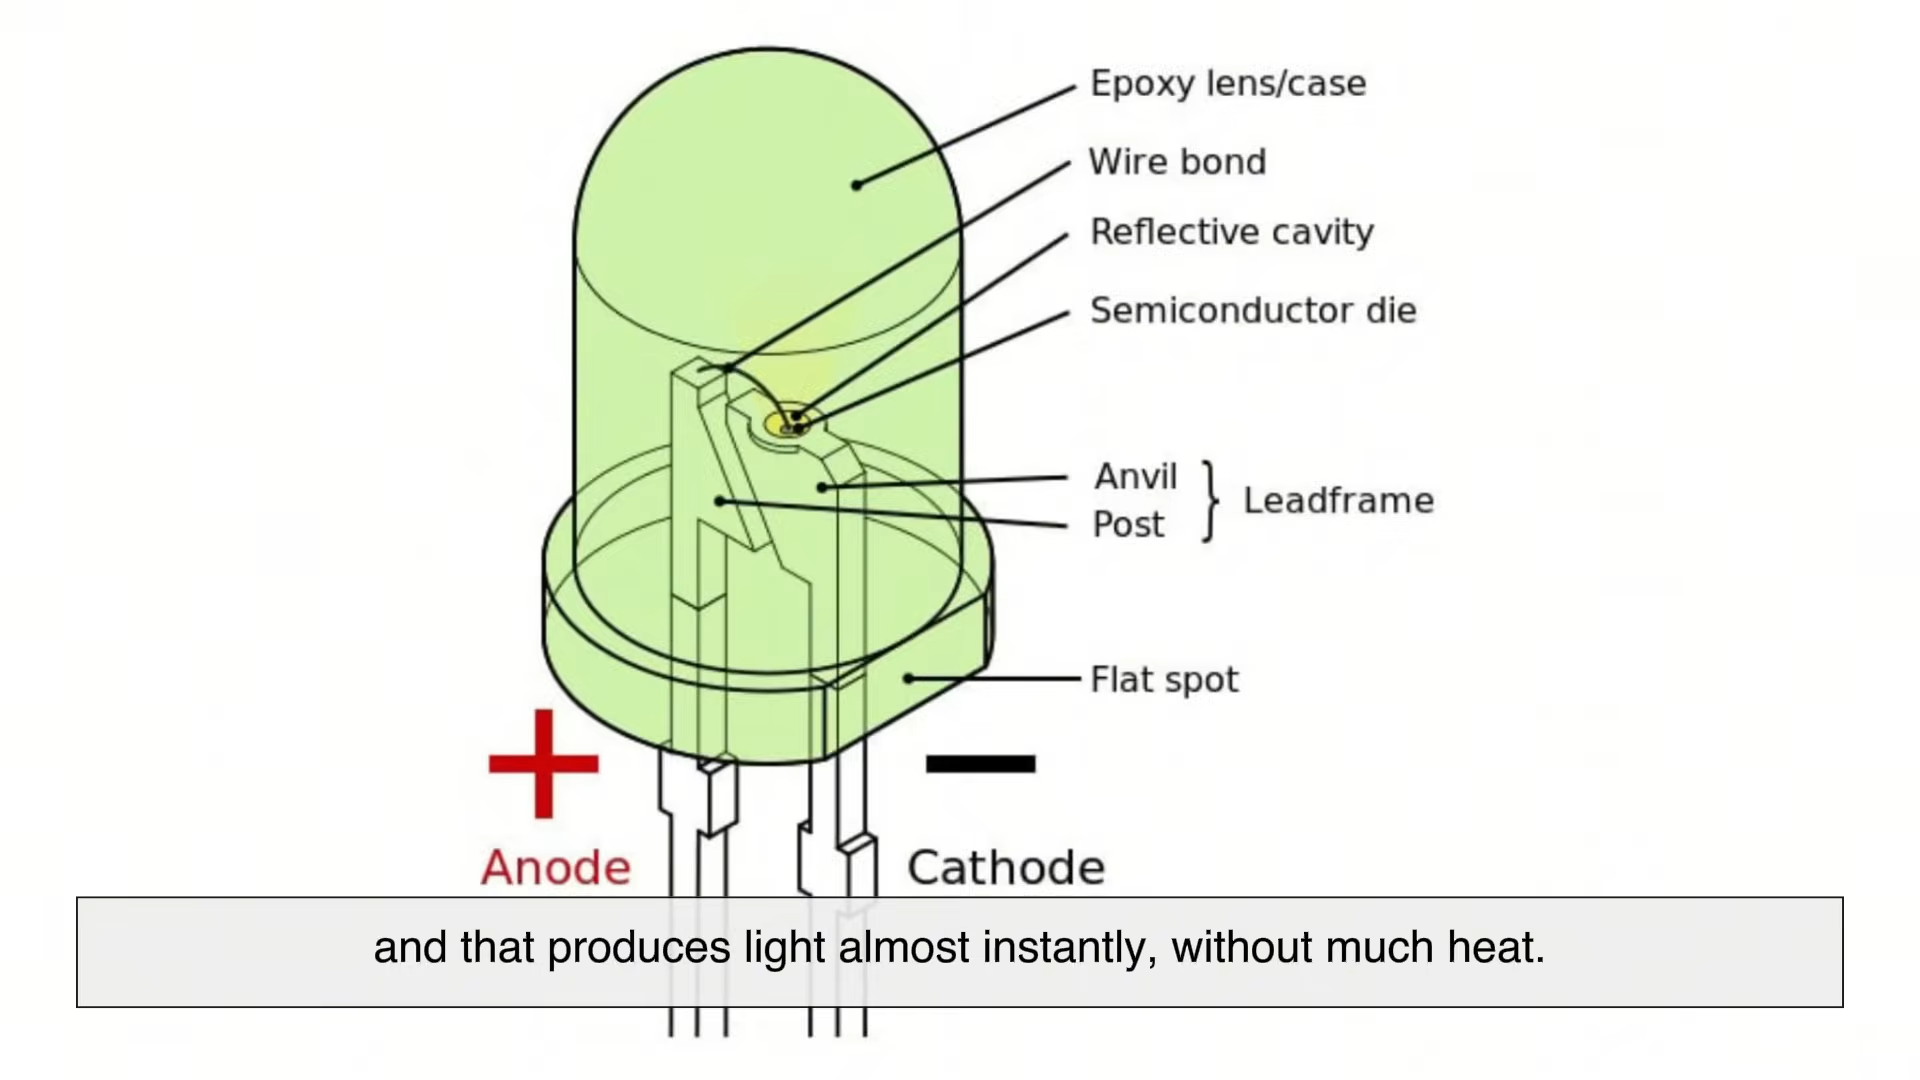 Epoxy lens/case
Wire bond
Reflective cavity
Semiconductor die
Anvil
Post
Leadframe
Flat spot
Anode
Cathode
and that produces light almost instantly, without much heat.